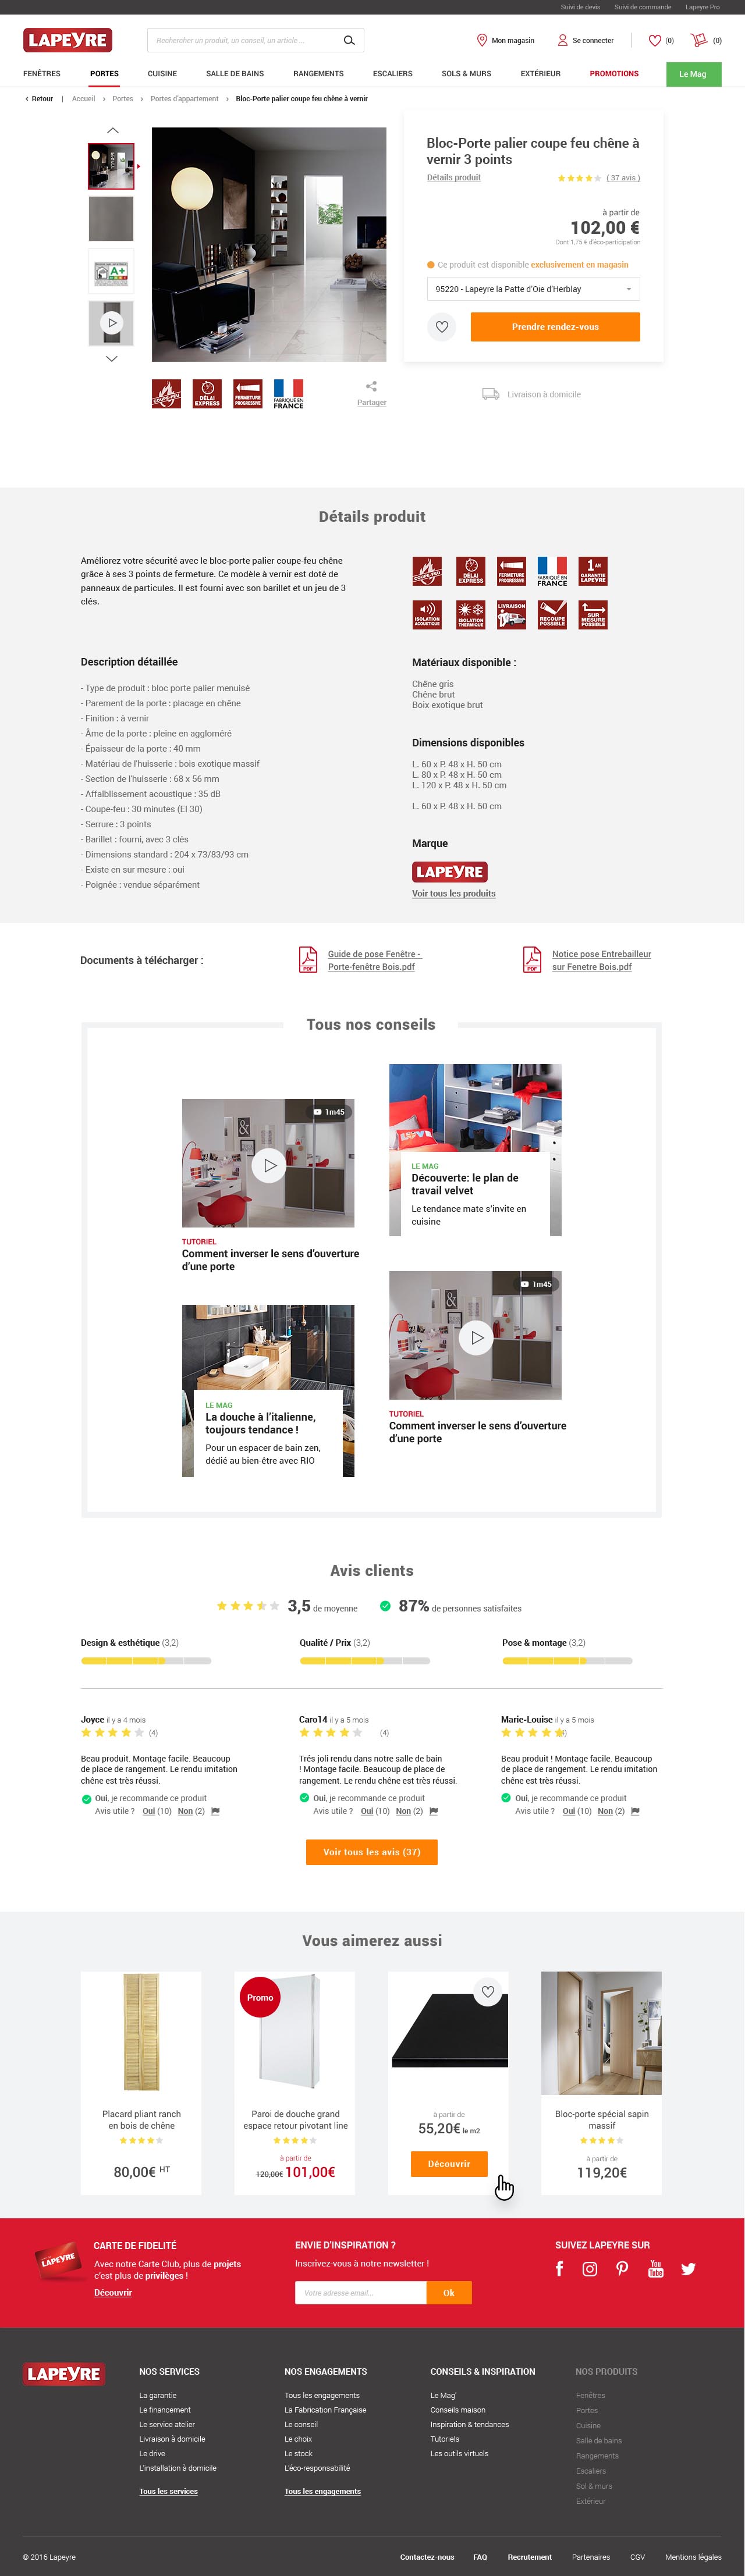 Suivi de devis Suivi de commande Lapeyre Pro
LAPEYRE
Rechercher un produit, un conseil, un article ...
Mon magasin Se connecter (0) (0)
FENÊTRES PORTES CUISINE SALLE DE BAINS RANGEMENTS ESCALIERS SOLS & MURS EXTÉRIEUR PROMOTIONS Le Mag
‹ Retour | Accueil › Portes › Portes d'appartement › Bloc-Porte palier coupe feu chêne à vernir
Bloc-Porte palier coupe feu chêne à
vernir 3 points
Détails produit ( 37 avis )
à partir de
102,00 €
Dont 1,75 € d'éco-participation
Ce produit est disponible exclusivement en magasin
95220 - Lapeyre la Patte d'Oie d'Herblay
Prendre rendez-vous
Livraison à domicile
A+
COUPE-FEU
DÉLAI
EXPRESS
FERMETURE
PROGRESSIVE
FABRIQUÉ EN
FRANCE
Partager
Détails produit
Améliorez votre sécurité avec le bloc-porte palier coupe-feu chêne
grâce à ses 3 points de fermeture. Ce modèle à vernir est doté de
panneaux de particules. Il est fourni avec son barillet et un jeu de 3
clés.
COUPE-FEU
DÉLAI
EXPRESS
FERMETURE
PROGRESSIVE
FABRIQUÉ EN
FRANCE
1 AN
GARANTIE
LAPEYRE
ISOLATION
ACOUSTIQUE
ISOLATION
THERMIQUE
LIVRAISON
RECOUPE
POSSIBLE
SUR
MESURE
POSSIBLE
Description détaillée
- Type de produit : bloc porte palier menuisé
- Parement de la porte : placage en chêne
- Finition : à vernir
- Âme de la porte : pleine en aggloméré
- Épaisseur de la porte : 40 mm
- Matériau de l'huisserie : bois exotique massif
- Section de l'huisserie : 68 x 56 mm
- Affaiblissement acoustique : 35 dB
- Coupe-feu : 30 minutes (EI 30)
- Serrure : 3 points
- Barillet : fourni, avec 3 clés
- Dimensions standard : 204 x 73/83/93 cm
- Existe en sur mesure : oui
- Poignée : vendue séparément
Matériaux disponible :
Chêne gris
Chêne brut
Boix exotique brut
Dimensions disponibles
L. 60 x P. 48 x H. 50 cm
L. 80 x P. 48 x H. 50 cm
L. 120 x P. 48 x H. 50 cm
L. 60 x P. 48 x H. 50 cm
Marque
LAPEYRE
Voir tous les produits
Documents à télécharger :
PDF
Guide de pose Fenêtre -
Porte-fenêtre Bois.pdf
PDF
Notice pose Entrebailleur
sur Fenetre Bois.pdf
Tous nos conseils
&
1m45
TUTORIEL
Comment inverser le sens d'ouverture
d'une porte
LE MAG
Découverte: le plan de
travail velvet
Le tendance mate s'invite en
cuisine
LE MAG
La douche à l'italienne,
toujours tendance !
Pour un espacer de bain zen,
dédié au bien-être avec RIO
&
1m45
TUTORIEL
Comment inverser le sens d'ouverture
d'une porte
Avis clients
3,5 de moyenne 87% de personnes satisfaites
Design & esthétique (3,2) Qualité / Prix (3,2) Pose & montage (3,2)
Joyce il y a 4 mois
(4)
Beau produit. Montage facile. Beaucoup
de place de rangement. Le rendu imitation
chêne est très réussi.
Oui, je recommande ce produit
Avis utile ? Oui (10) Non (2)
Caro14 il y a 5 mois
(4)
Trés joli rendu dans notre salle de bain
! Montage facile. Beaucoup de place de
rangement. Le rendu chêne est très réussi.
Oui, je recommande ce produit
Avis utile ? Oui (10) Non (2)
Marie-Louise il y a 5 mois
Beau produit ! Montage facile. Beaucoup
de place de rangement. Le rendu imitation
chêne est très réussi.
Oui, je recommande ce produit
Avis utile ? Oui (10) Non (2)
Voir tous les avis (37)
Vous aimerez aussi
Placard pliant ranch
en bois de chêne
80,00€ HT
Promo
Paroi de douche grand
espace retour pivotant line
à partir de
120,00€ 101,00€
à partir de
55,20€ le m2
Découvrir
Bloc-porte spécial sapin
massif
à partir de
119,20€
LAPEYRE
CARTE DE FIDELITÉ
Avec notre Carte Club, plus de projets
c'est plus de privilèges !
Découvrir
ENVIE D'INSPIRATION ?
Inscrivez-vous à notre newsletter !
Votre adresse email...
Ok
SUIVEZ LAPEYRE SUR
You
Tube
LAPEYRE
NOS SERVICES
La garantie
Le financement
Le service atelier
Livraison à domicile
Le drive
L'installation à domicile
Tous les services
NOS ENGAGEMENTS
Tous les engagements
La Fabrication Française
Le conseil
Le choix
Le stock
L'éco-responsabilité
Tous les engagements
CONSEILS & INSPIRATION
Le Mag'
Conseils maison
Inspiration & tendances
Tutoriels
Les outils virtuels
NOS PRODUITS
Fenêtres
Portes
Cuisine
Salle de bains
Rangements
Escaliers
Sol & murs
Extérieur
© 2016 Lapeyre
Contactez-nous FAQ Recrutement Partenaires CGV Mentions légales